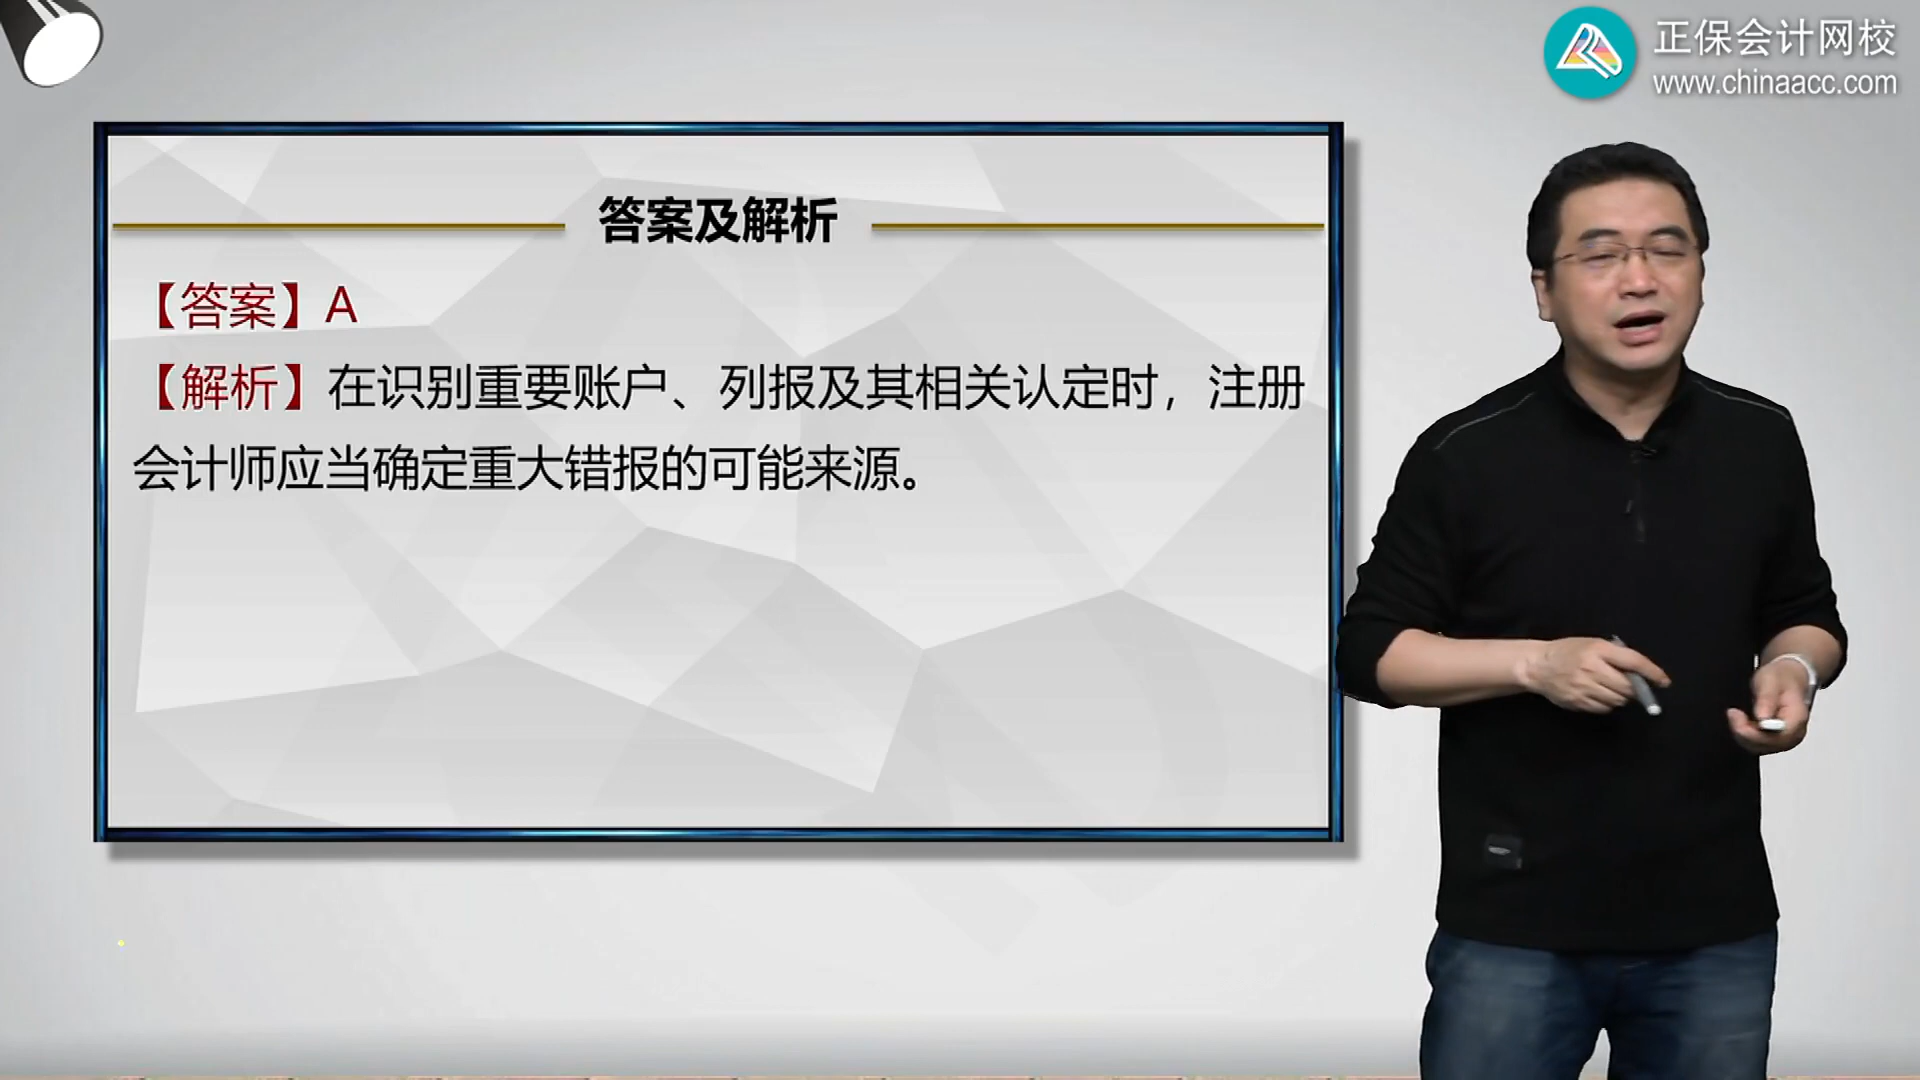 正保会计网校
www.chinaacc.com
答案及解析
【答案】A
【解析】在识别重要账户、列报及其相关认定时，注册
会计师应当确定重大错报的可能来源。